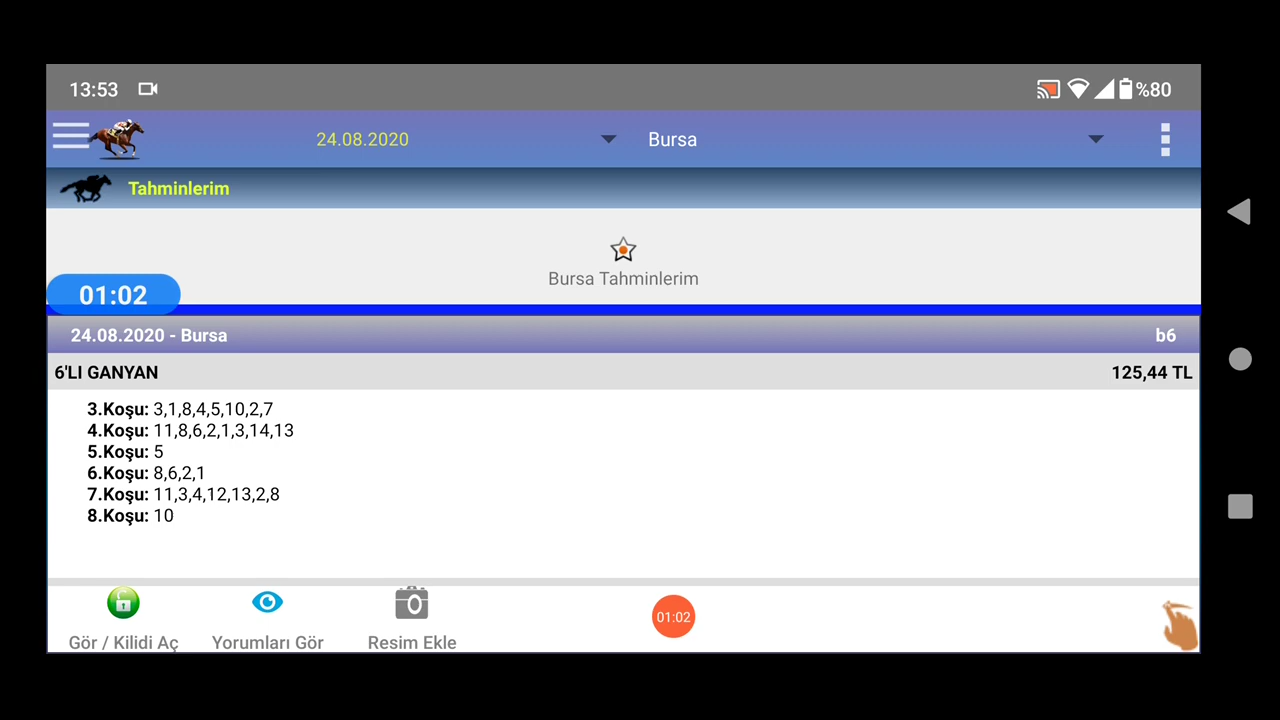 13:53 %80
24.08.2020 Bursa
Tahminlerim
Bursa Tahminlerim
01:02
24.08.2020 - Bursa b6
6'LI GANYAN 125,44 TL
3.Koşu: 3,1,8,4,5,10,2,7
4.Koşu: 11,8,6,2,1,3,14,13
5.Koşu: 5
6.Koşu: 8,6,2,1
7.Koşu: 11,3,4,12,13,2,8
8.Koşu: 10
01:02
Gör / Kilidi Aç Yorumları Gör Resim Ekle